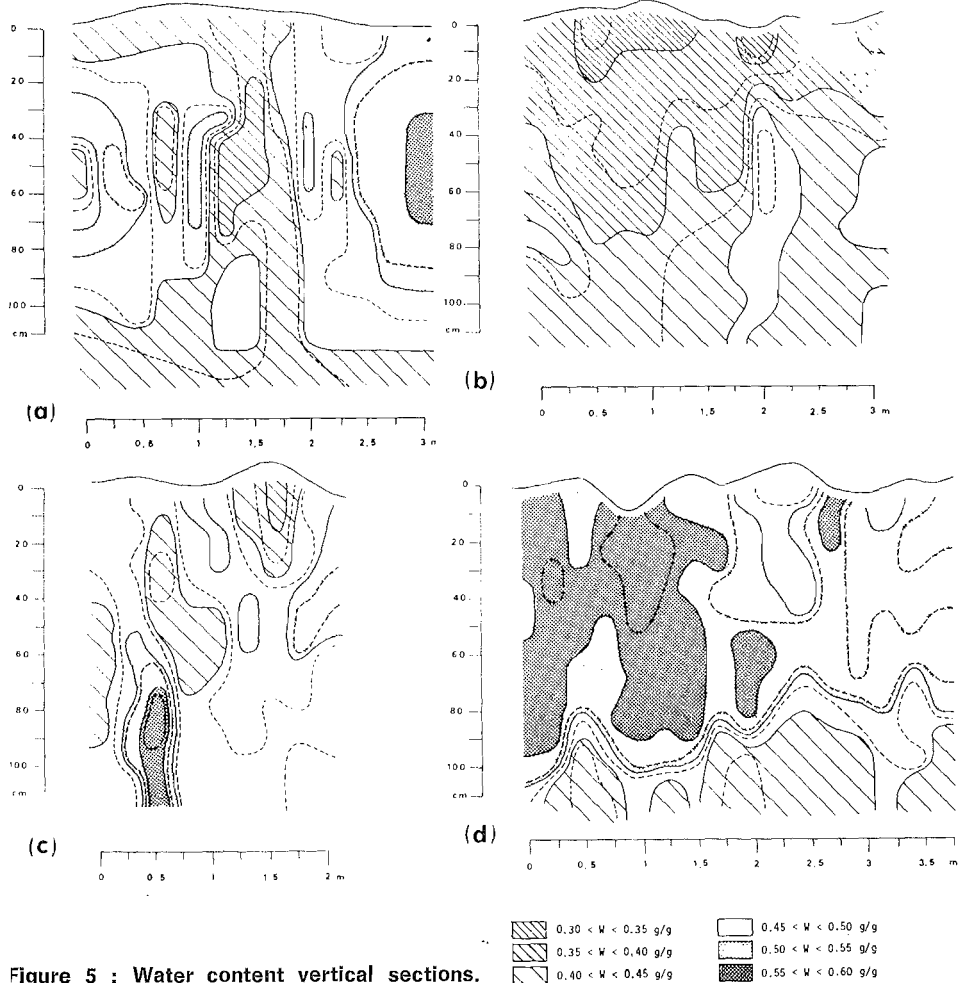 0
20
40
60
80
100
cm
(a)
0 0,5 1 1,5 2 2,5 3 m
0
20
40
60
80
100
cm
(b)
0 0,5 1 1,5 2 2,5 3 m
0
20
40
60
80
100
cm
(c)
0 0 5 1 1,5 2 m
0
20
40
60
80
100
cm
(d)
0 0,5 1 1,5 2 2,5 3 3,5 m
0,30 < W < 0,35 g/g
0,35 < W < 0,40 g/g
0,40 < W < 0,45 g/g
0,45 < W < 0,50 g/g
0,50 < W < 0,55 g/g
0,55 < W < 0,60 g/g
Figure 5 : Water content vertical sections.